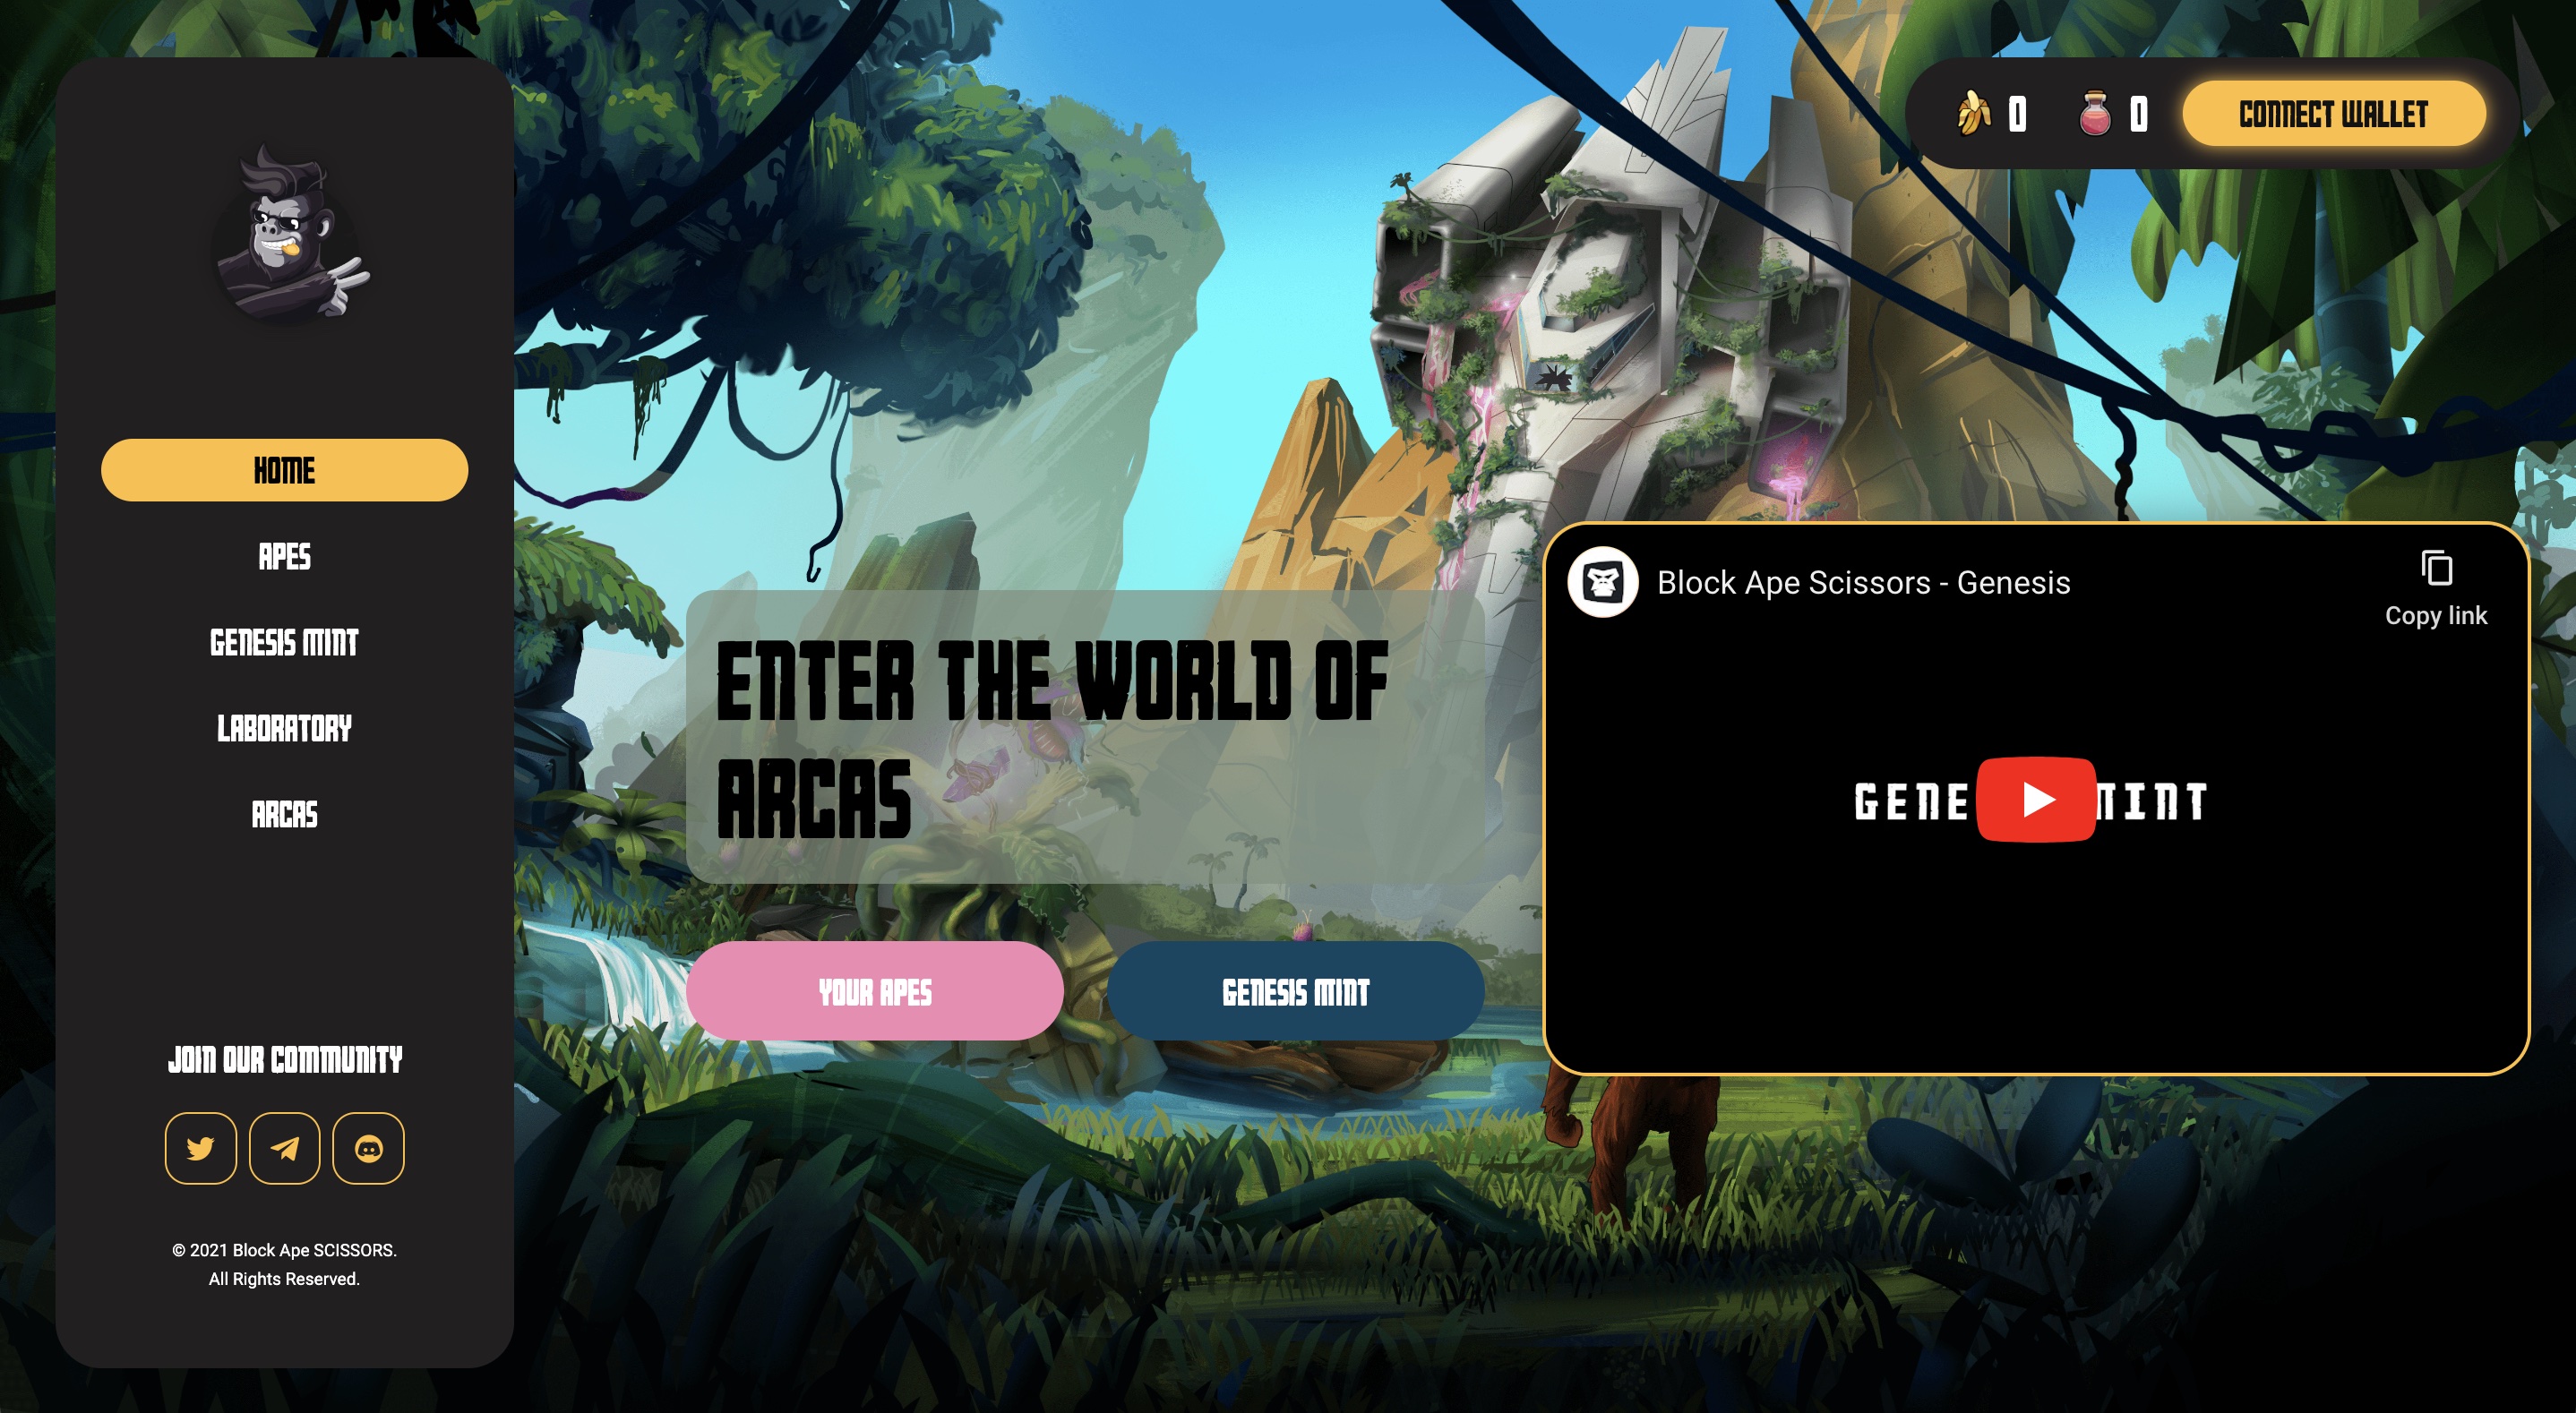 HOME
APES
GENESIS MINT
LABORATORY
ARCAS
JOIN OUR COMMUNITY
© 2021 Block Ape SCISSORS.
All Rights Reserved.
0
0
CONNECT WALLET
ENTER THE WORLD OF
ARCAS
YOUR APES
GENESIS MINT
Block Ape Scissors - Genesis
Copy link